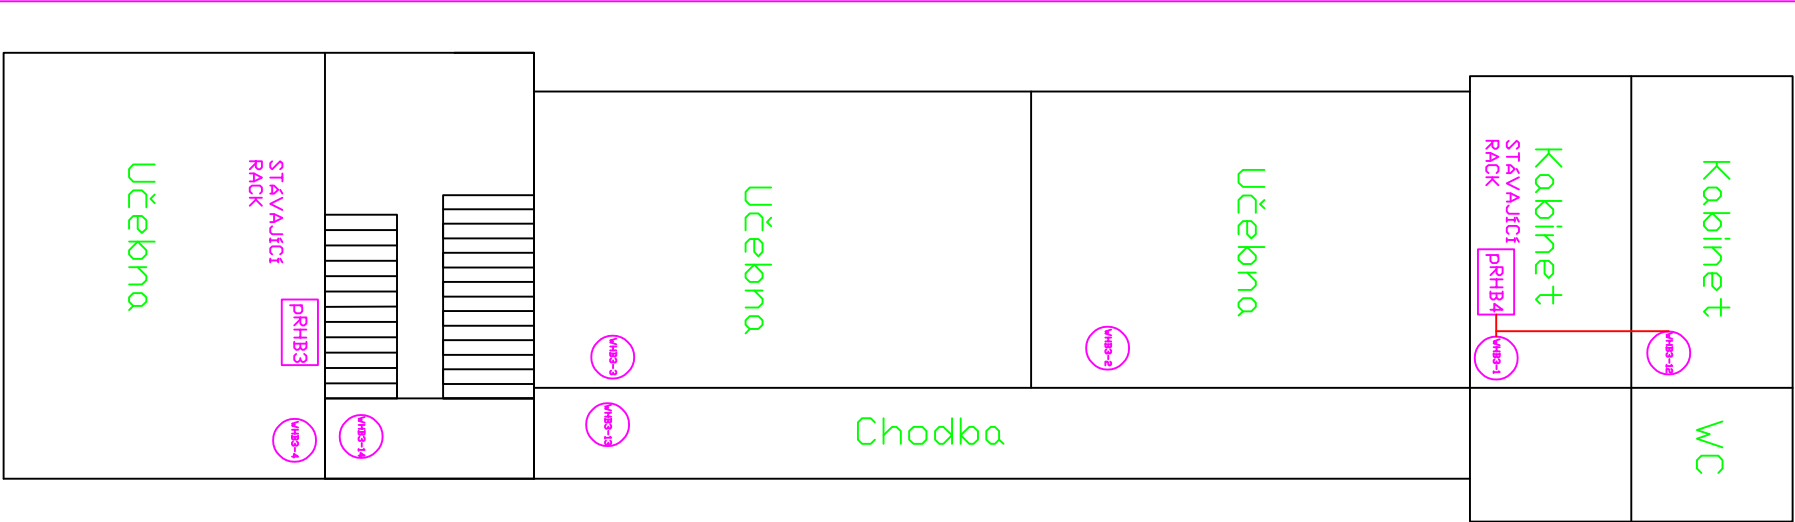 Učebna
STÁVAJÍCÍ
RACK
pRHB3
WHB3-4
WHB3-14
Učebna
WHB3-3
WHB3-13
Chodba
Učebna
WHB3-2
Kabinet
STÁVAJÍCÍ
RACK
pRHB4
WHB3-1
Kabinet
WHB3-12
WC